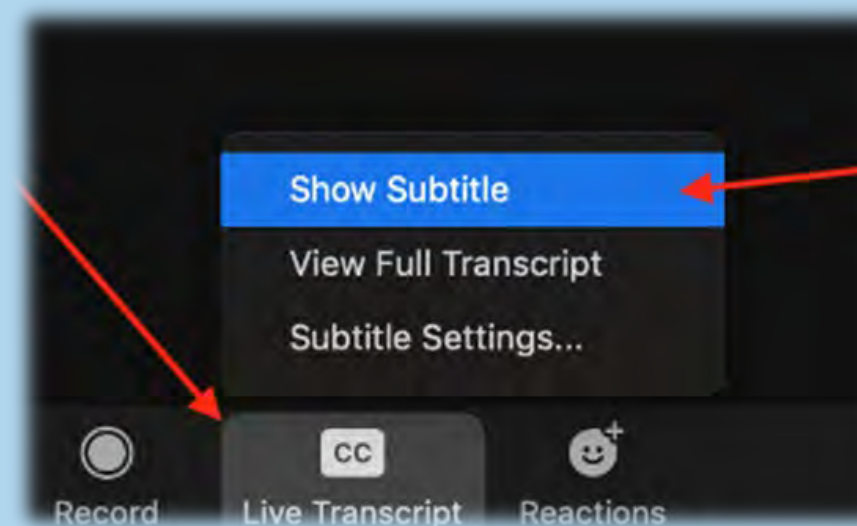 Show Subtitle
View Full Transcript
Subtitle Settings...
CC
Record Live Transcript Reactions